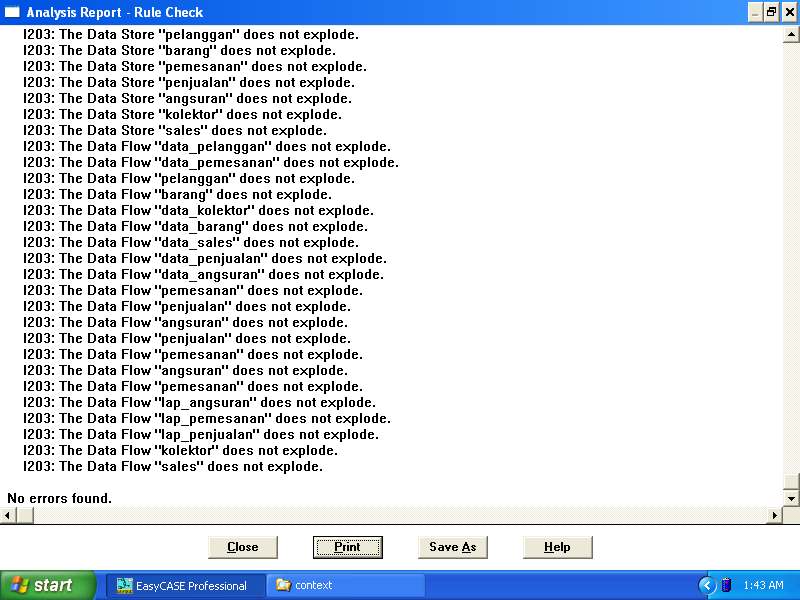 Analysis Report - Rule Check
I203: The Data Store "pelanggan" does not explode.
I203: The Data Store "barang" does not explode.
I203: The Data Store "pemesanan" does not explode.
I203: The Data Store "penjualan" does not explode.
I203: The Data Store "angsuran" does not explode.
I203: The Data Store "kolektor" does not explode.
I203: The Data Store "sales" does not explode.
I203: The Data Flow "data_pelanggan" does not explode.
I203: The Data Flow "data_pemesanan" does not explode.
I203: The Data Flow "pelanggan" does not explode.
I203: The Data Flow "barang" does not explode.
I203: The Data Flow "data_kolektor" does not explode.
I203: The Data Flow "data_barang" does not explode.
I203: The Data Flow "data_sales" does not explode.
I203: The Data Flow "data_penjualan" does not explode.
I203: The Data Flow "data_angsuran" does not explode.
I203: The Data Flow "pemesanan" does not explode.
I203: The Data Flow "penjualan" does not explode.
I203: The Data Flow "angsuran" does not explode.
I203: The Data Flow "penjualan" does not explode.
I203: The Data Flow "pemesanan" does not explode.
I203: The Data Flow "angsuran" does not explode.
I203: The Data Flow "pemesanan" does not explode.
I203: The Data Flow "lap_angsuran" does not explode.
I203: The Data Flow "lap_pemesanan" does not explode.
I203: The Data Flow "lap_penjualan" does not explode.
I203: The Data Flow "kolektor" does not explode.
I203: The Data Flow "sales" does not explode.
No errors found.
Close Print Save As Help
start EasyCASE Professional context 1:43 AM